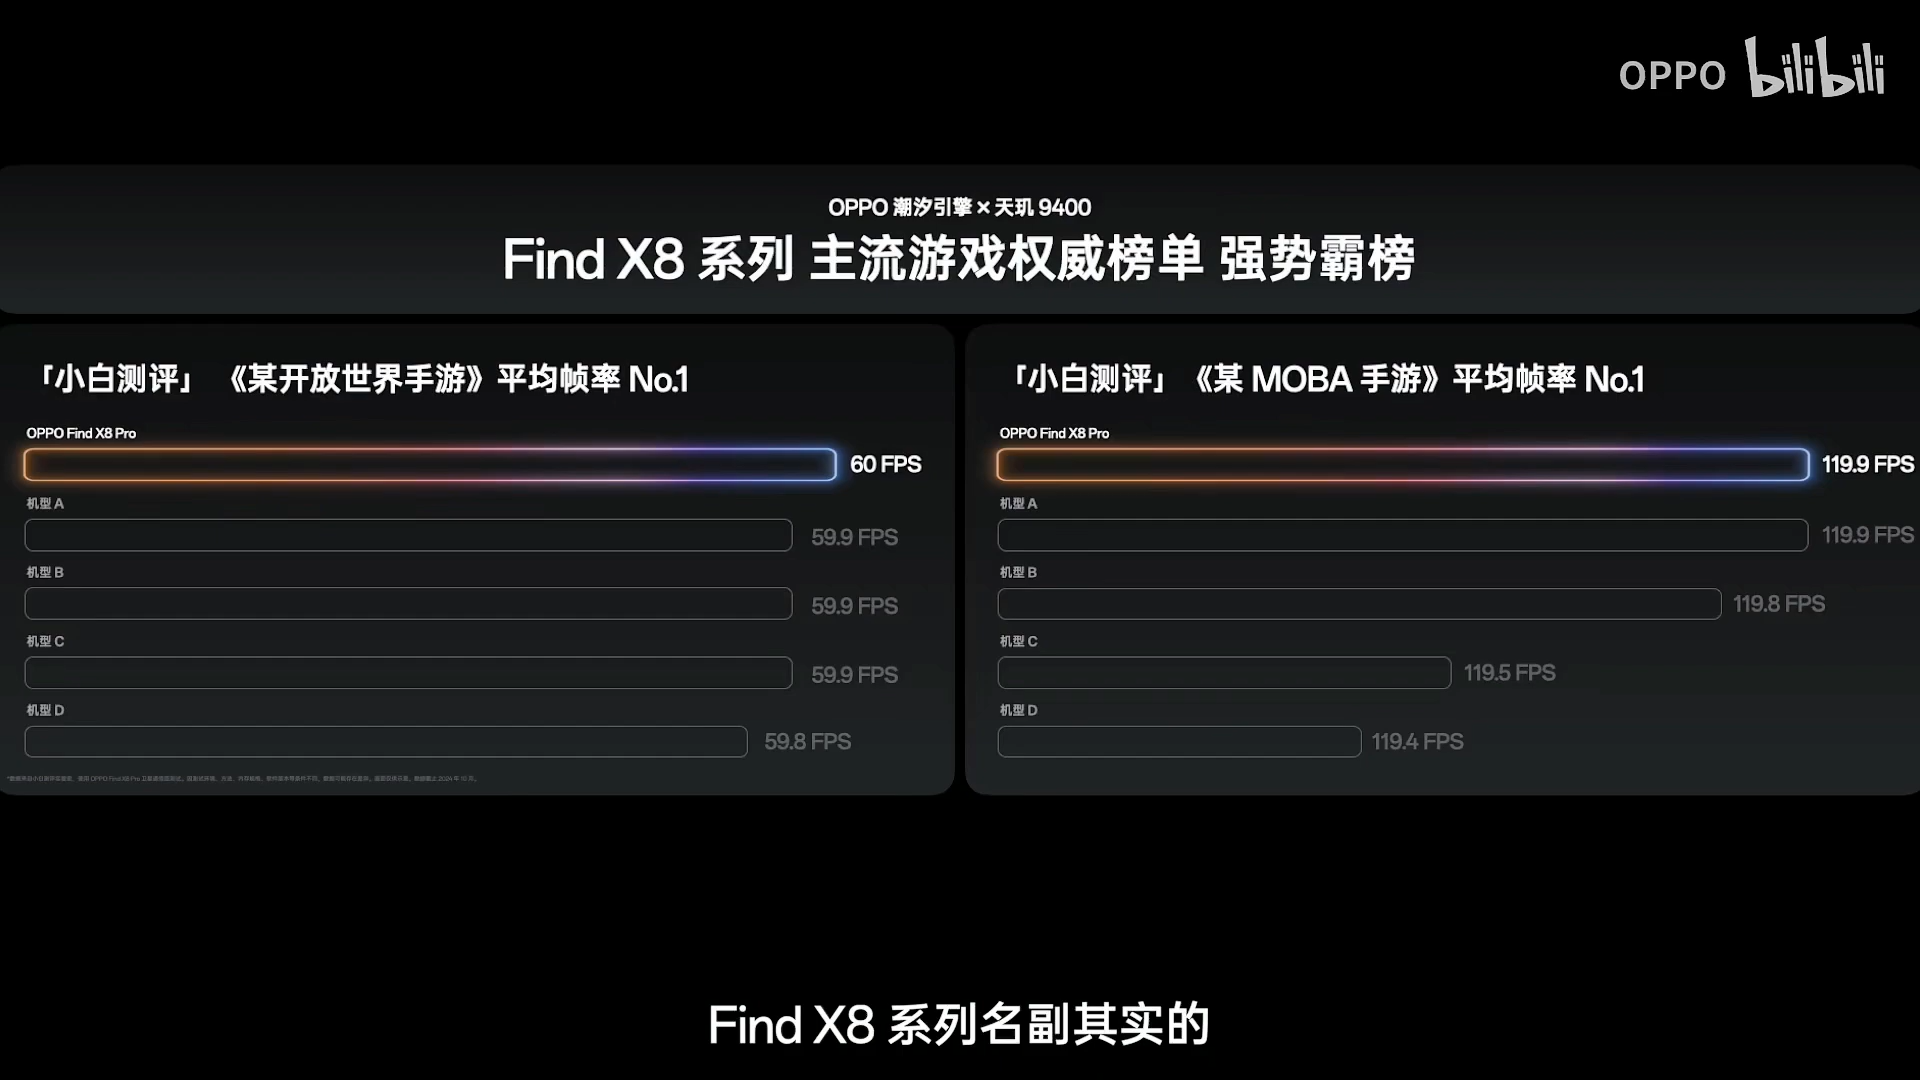 OPPO bilibili
OPPO 潮汐引擎 × 天玑 9400
Find X8 系列 主流游戏权威榜单 强势霸榜
「小白测评」 《某开放世界手游》平均帧率 No.1
OPPO Find X8 Pro
60 FPS
机型 A
59.9 FPS
机型 B
59.9 FPS
机型 C
59.9 FPS
机型 D
59.8 FPS
「小白测评」 《某 MOBA 手游》平均帧率 No.1
OPPO Find X8 Pro
119.9 FPS
机型 A
119.9 FPS
机型 B
119.8 FPS
机型 C
119.5 FPS
机型 D
119.4 FPS
Find X8 系列名副其实的